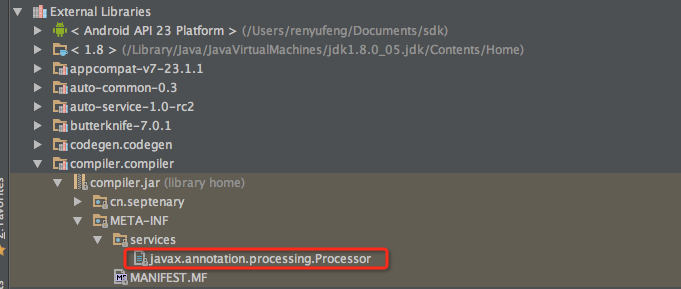 External Libraries
< Android API 23 Platform > (/Users/renyufeng/Documents/sdk)
< 1.8 > (/Library/Java/JavaVirtualMachines/jdk1.8.0_05.jdk/Contents/Home)
appcompat-v7-23.1.1
auto-common-0.3
auto-service-1.0-rc2
butterknife-7.0.1
codegen.codegen
compiler.compiler
compiler.jar (library home)
cn.septenary
META-INF
services
javax.annotation.processing.Processor
MANIFEST.MF
2: Favorites